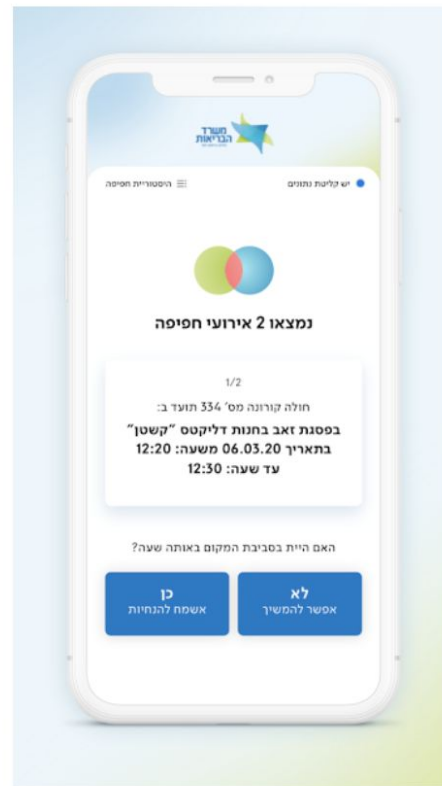 משרד
הבריאות
יש קליטת נתונים
היסטוריית חפיפה
נמצאו 2 אירועי חפיפה
1/2
חולה קורונה מס' 334 תועד ב:
בפסגת זאב בחנות דליקטס "קשטן"
בתאריך 06.03.20 משעה: 12:20
עד שעה: 12:30
האם היית בסביבת המקום באותה שעה?
לא
אפשר להמשיך
כן
אשמח להנחיות